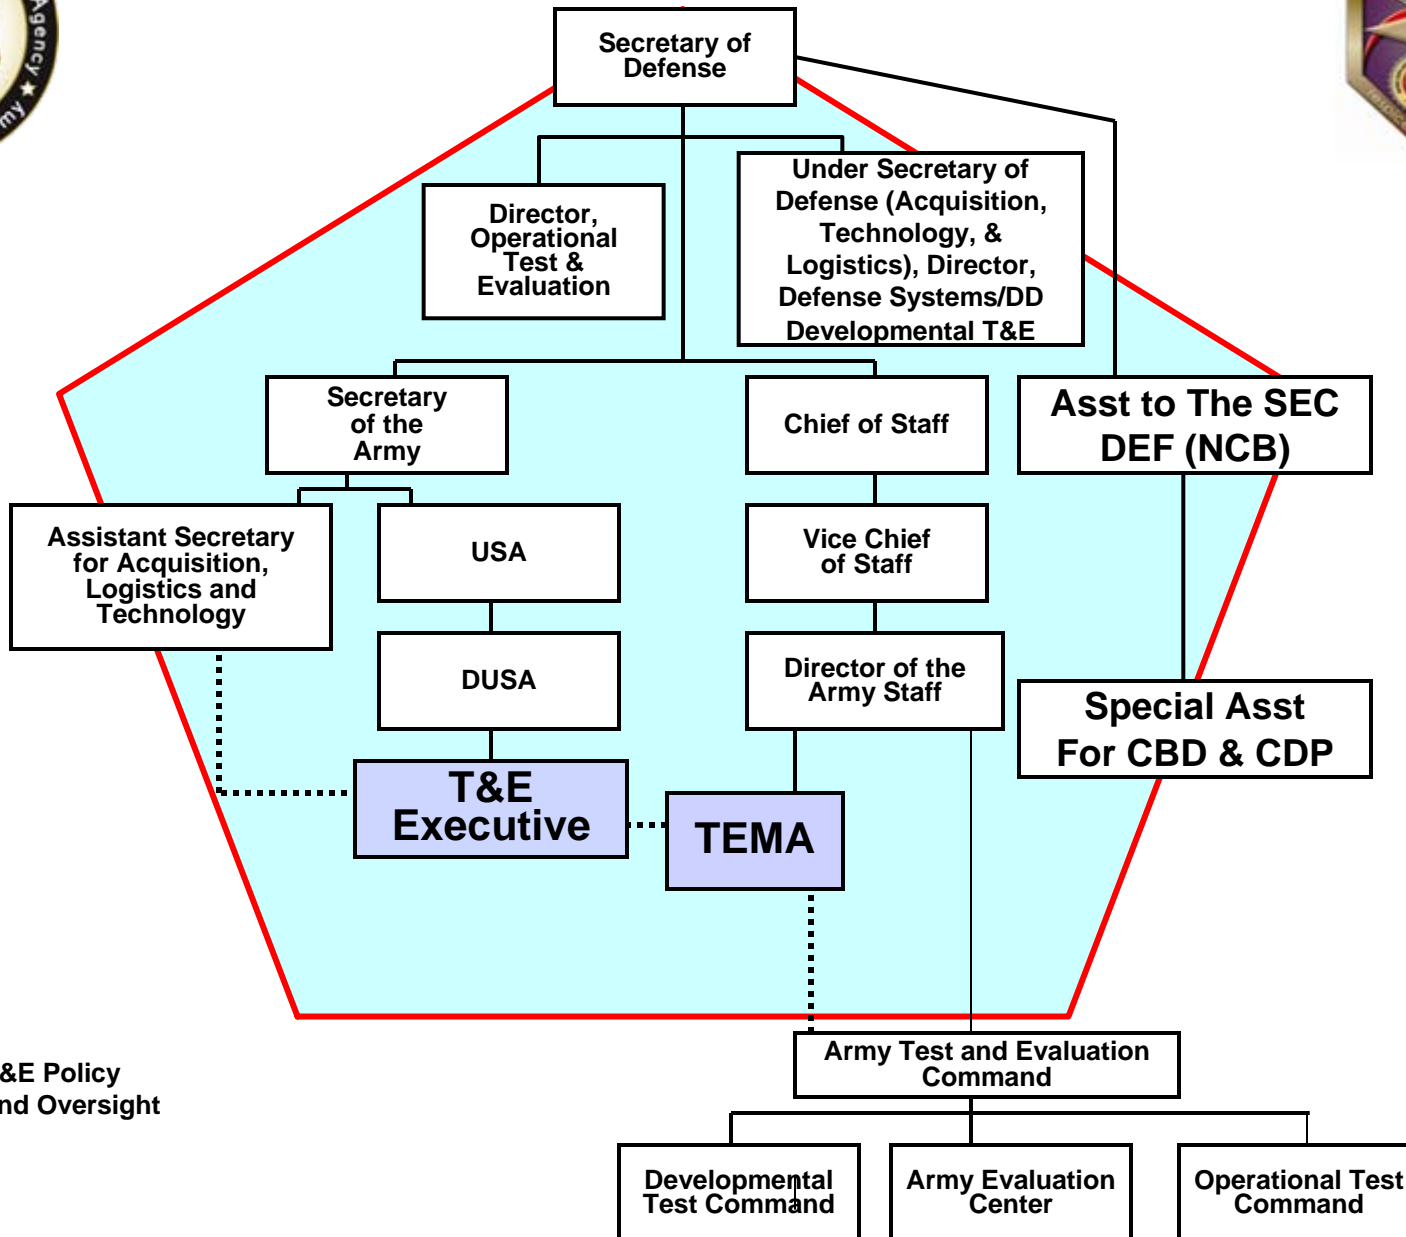 Agency ★
my
Secretary of
Defense
Director,
Operational
Test &
Evaluation
Under Secretary of
Defense (Acquisition,
Technology, &
Logistics), Director,
Defense Systems/DD
Developmental T&E
Secretary
of the
Army
Chief of Staff
Asst to The SEC
DEF (NCB)
Assistant Secretary
for Acquisition,
Logistics and
Technology
USA
Vice Chief
of Staff
DUSA
Director of the
Army Staff
Special Asst
For CBD & CDP
T&E
Executive
TEMA
Army Test and Evaluation
Command
&E Policy
nd Oversight
Developmental
Test Command
Army Evaluation
Center
Operational Test
Command